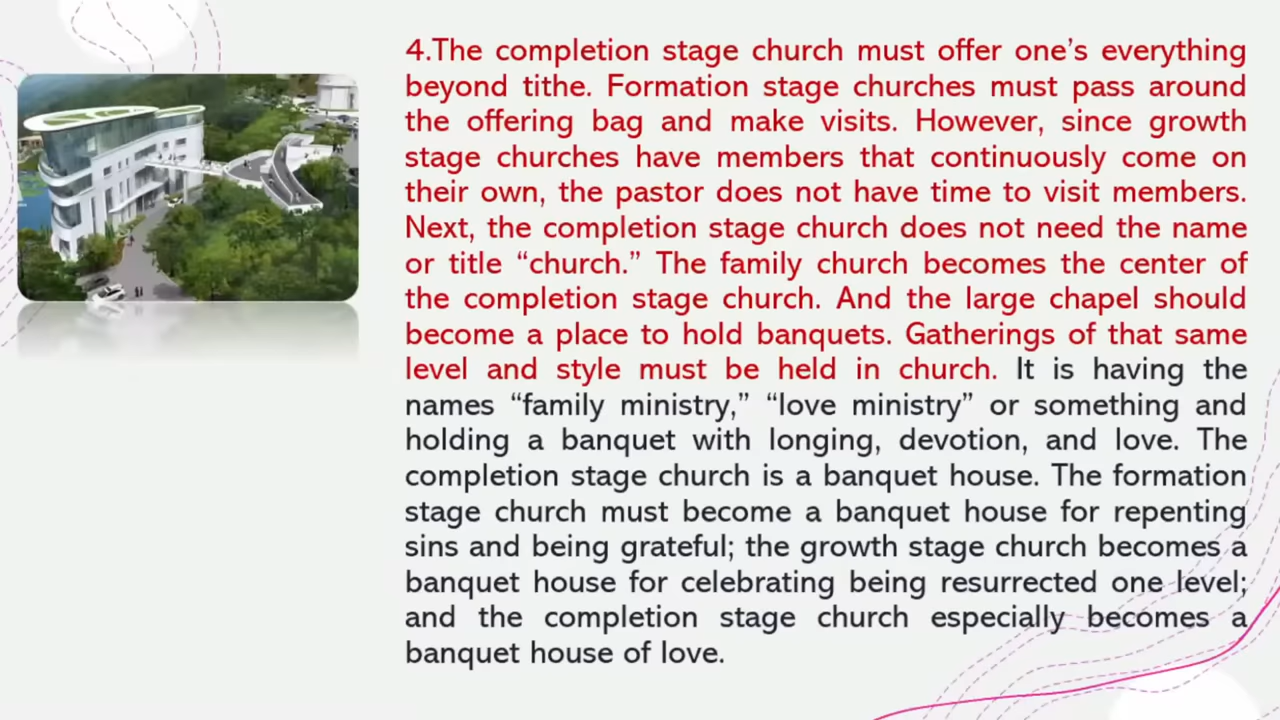 4.The completion stage church must offer one’s everything
beyond tithe. Formation stage churches must pass around
the offering bag and make visits. However, since growth
stage churches have members that continuously come on
their own, the pastor does not have time to visit members.
Next, the completion stage church does not need the name
or title “church.” The family church becomes the center of
the completion stage church. And the large chapel should
become a place to hold banquets. Gatherings of that same
level and style must be held in church. It is having the
names “family ministry,” “love ministry” or something and
holding a banquet with longing, devotion, and love. The
completion stage church is a banquet house. The formation
stage church must become a banquet house for repenting
sins and being grateful; the growth stage church becomes a
banquet house for celebrating being resurrected one level;
and the completion stage church especially becomes a
banquet house of love.